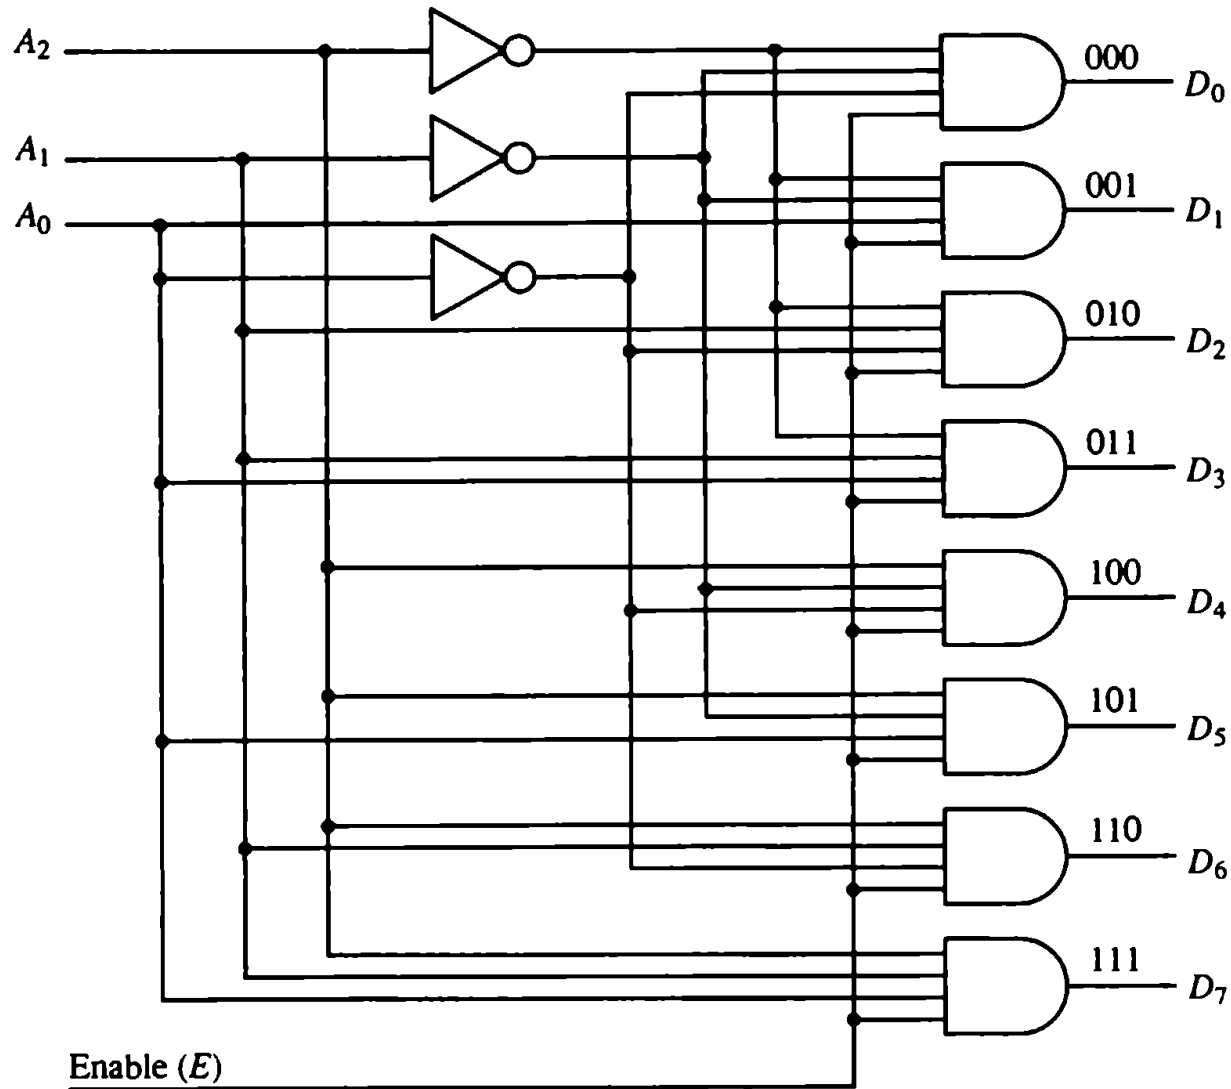 A₂
000
D₀
A₁
001
D₁
A₀
010
D₂
011
D₃
100
D₄
101
D₅
110
D₆
111
D₇
Enable (E)